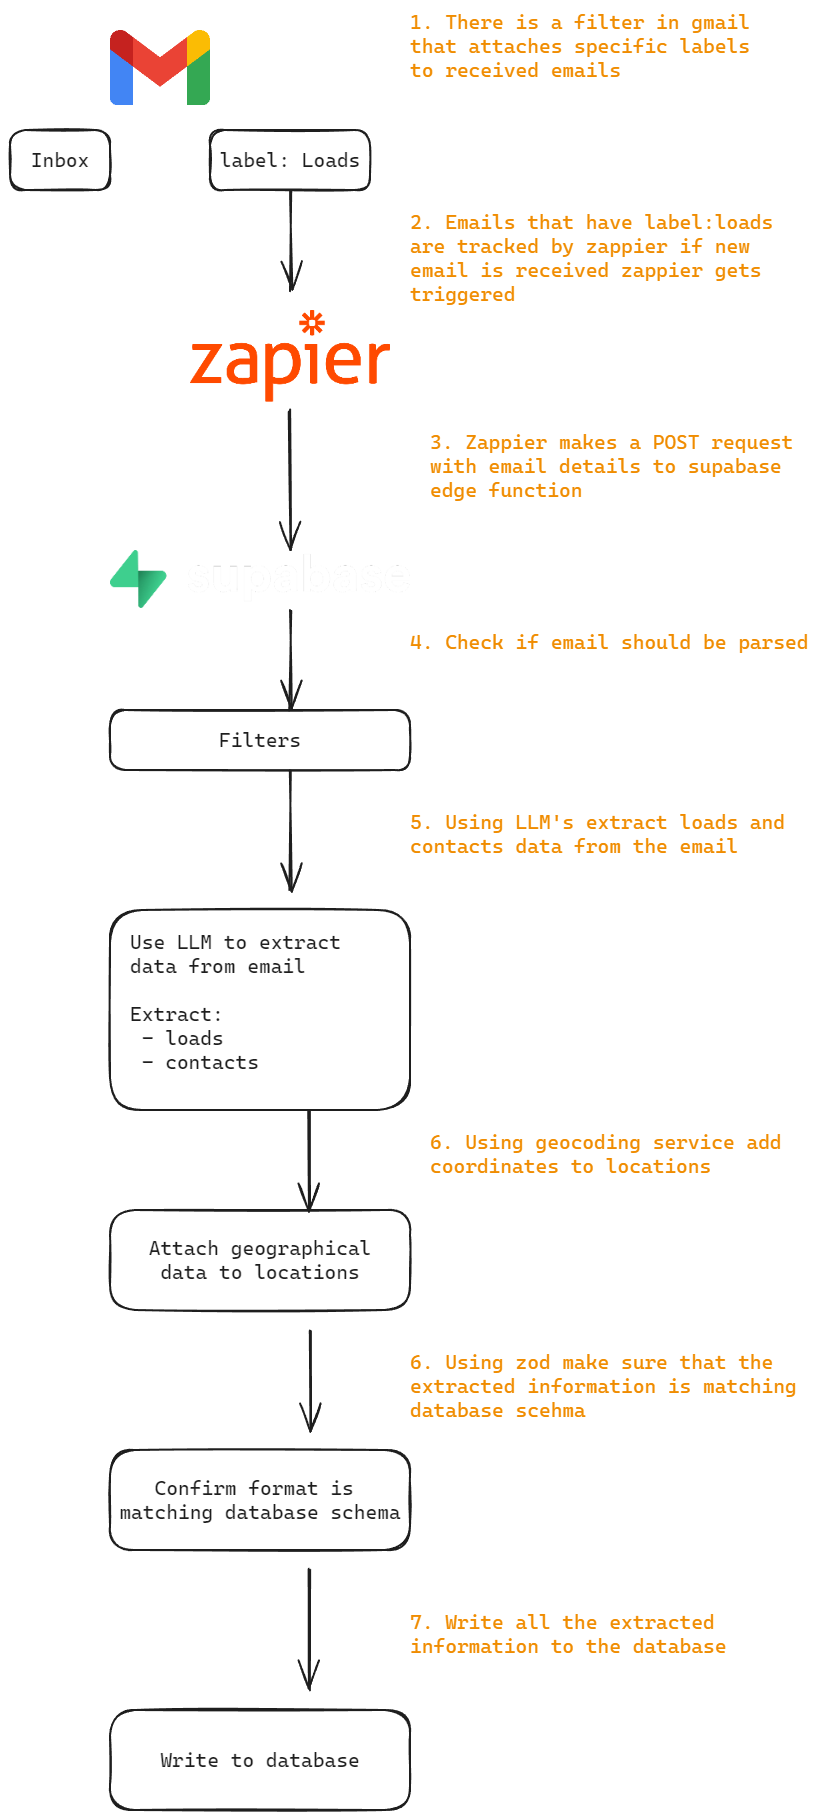 1. There is a filter in gmail
that attaches specific labels
to received emails
Inbox
label: Loads
2. Emails that have label:loads
are tracked by zappier if new
email is received zappier gets
triggered
zapier
3. Zappier makes a POST request
with email details to supabase
edge function
supabase
4. Check if email should be parsed
Filters
5. Using LLM's extract loads and
contacts data from the email
Use LLM to extract
data from email
Extract:
- loads
- contacts
6. Using geocoding service add
coordinates to locations
Attach geographical
data to locations
6. Using zod make sure that the
extracted information is matching
database scehma
Confirm format is
matching database schema
7. Write all the extracted
information to the database
Write to database